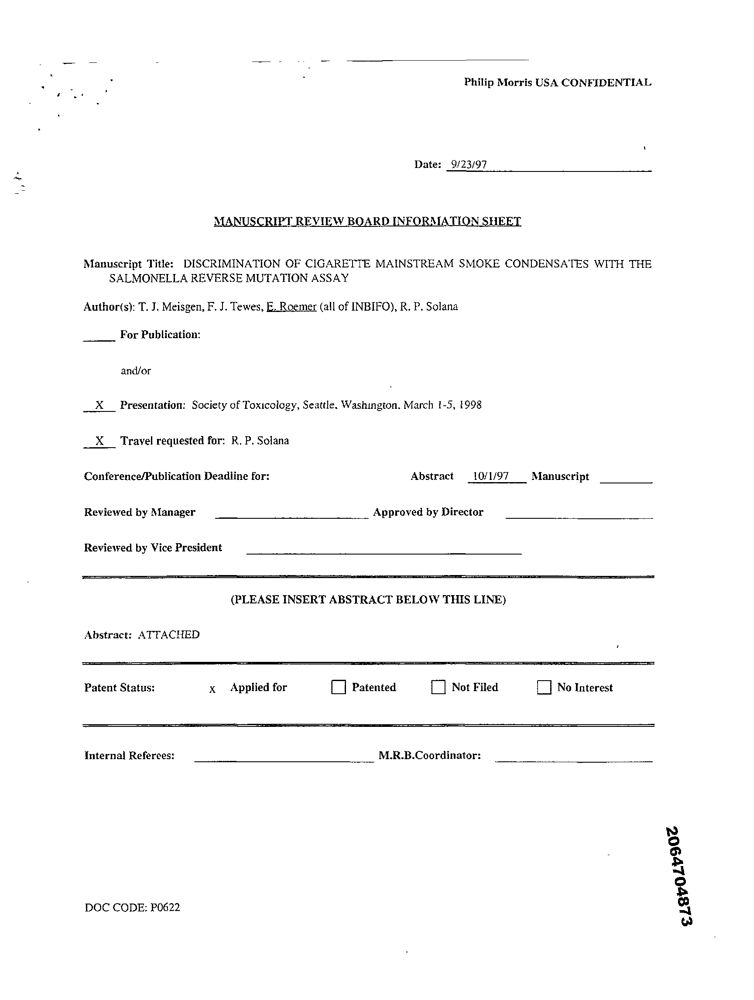 Philip Morris USA CONFIDENTIAL
Date: 9/23/97
MANUSCRIPT REVIEW BOARD INFORMATION SHEET
Manuscript Title: DISCRIMINATION OF CIGARETTE MAINSTREAM SMOKE CONDENSATES WITH THE
SALMONELLA REVERSE MUTATION ASSAY
Author(s): T. J. Meisgen, F. J. Tewes, E. Roemer (all of INBIFO), R. P. Solana
For Publication:
and/or
X Presentation: Society of Toxicology, Seattle, Washington, March 1-5, 1998
X Travel requested for: R. P. Solana
Conference/Publication Deadline for: Abstract 10/1/97 Manuscript
Reviewed by Manager Approved by Director
Reviewed by Vice President
(PLEASE INSERT ABSTRACT BELOW THIS LINE)
Abstract: ATTACHED
Patent Status: x Applied for Patented Not Filed No Interest
Internal Referees: M.R.B.Coordinator:
2064704873
DOC CODE: P0622